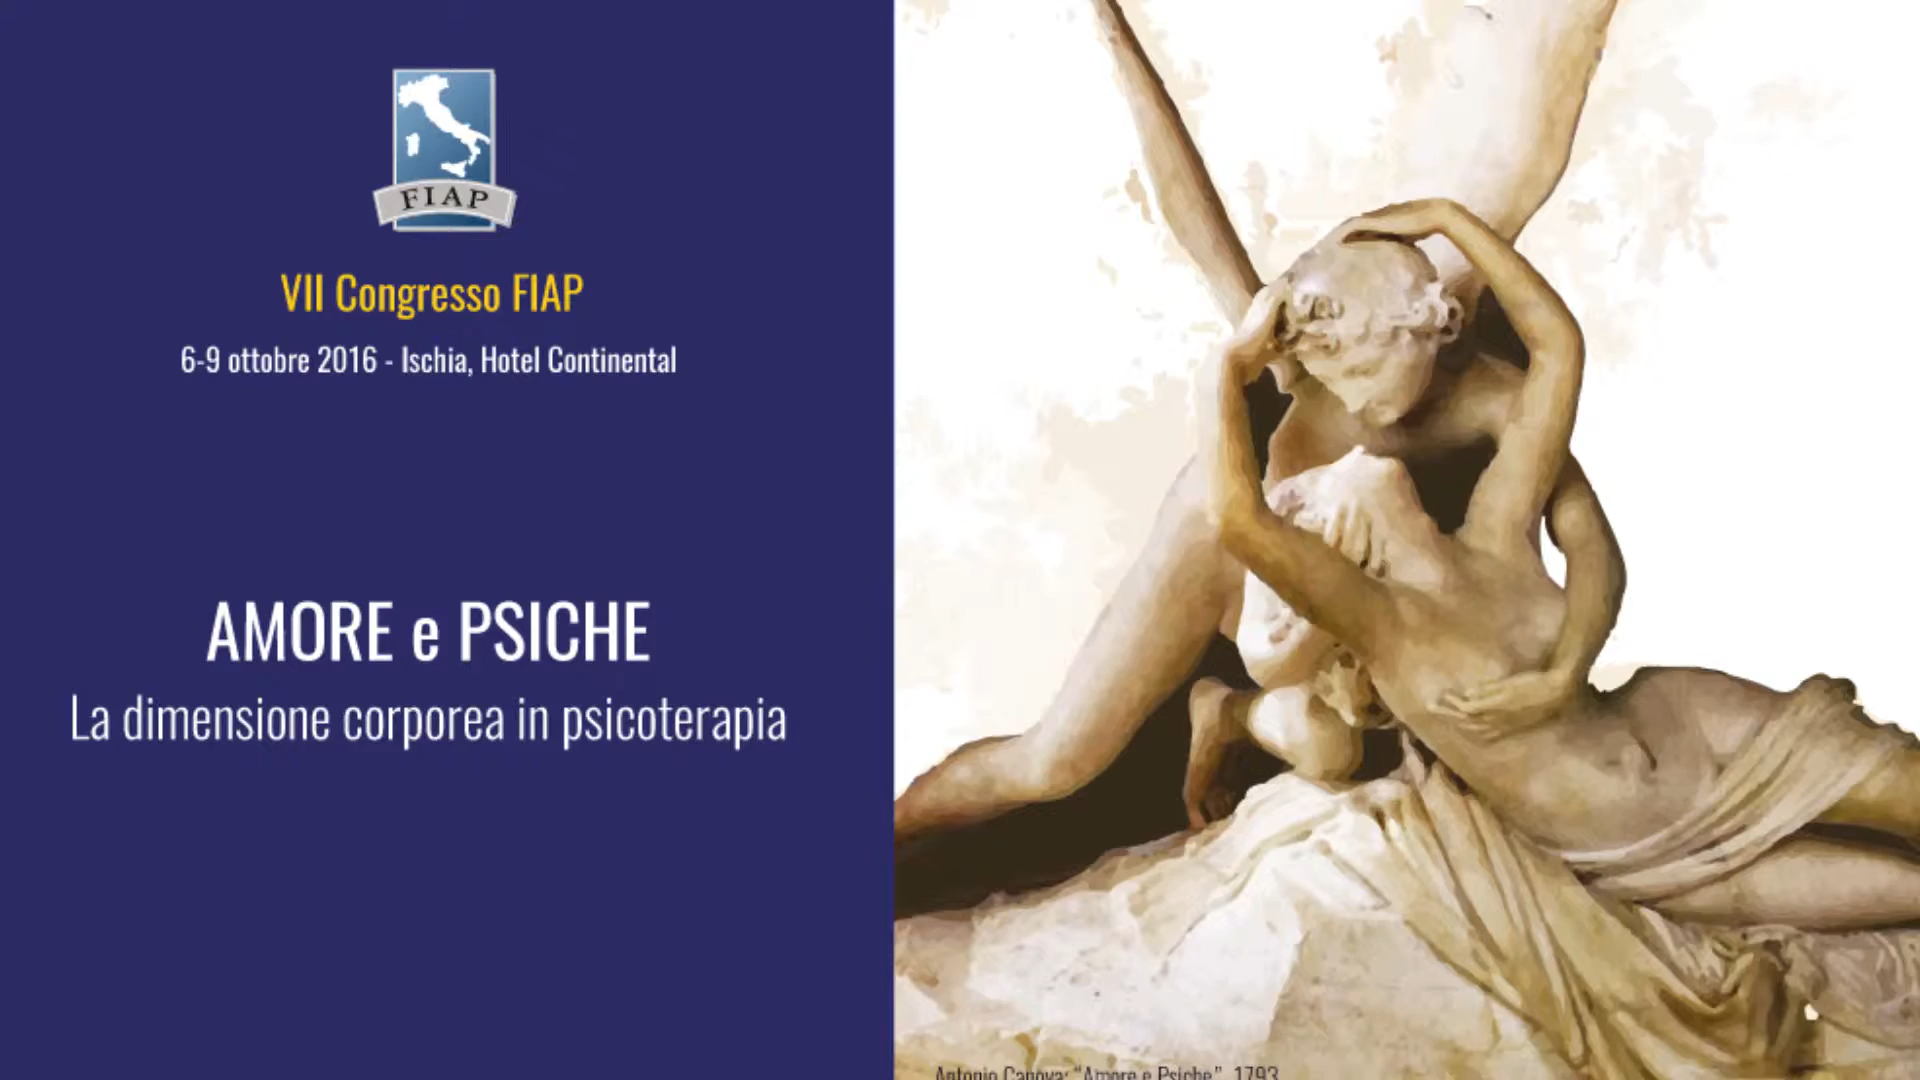 FIAP
VII Congresso FIAP
6-9 ottobre 2016 - Ischia, Hotel Continental
AMORE e PSICHE
La dimensione corporea in psicoterapia
Antonio Canova: "Amore e Psiche", 1793